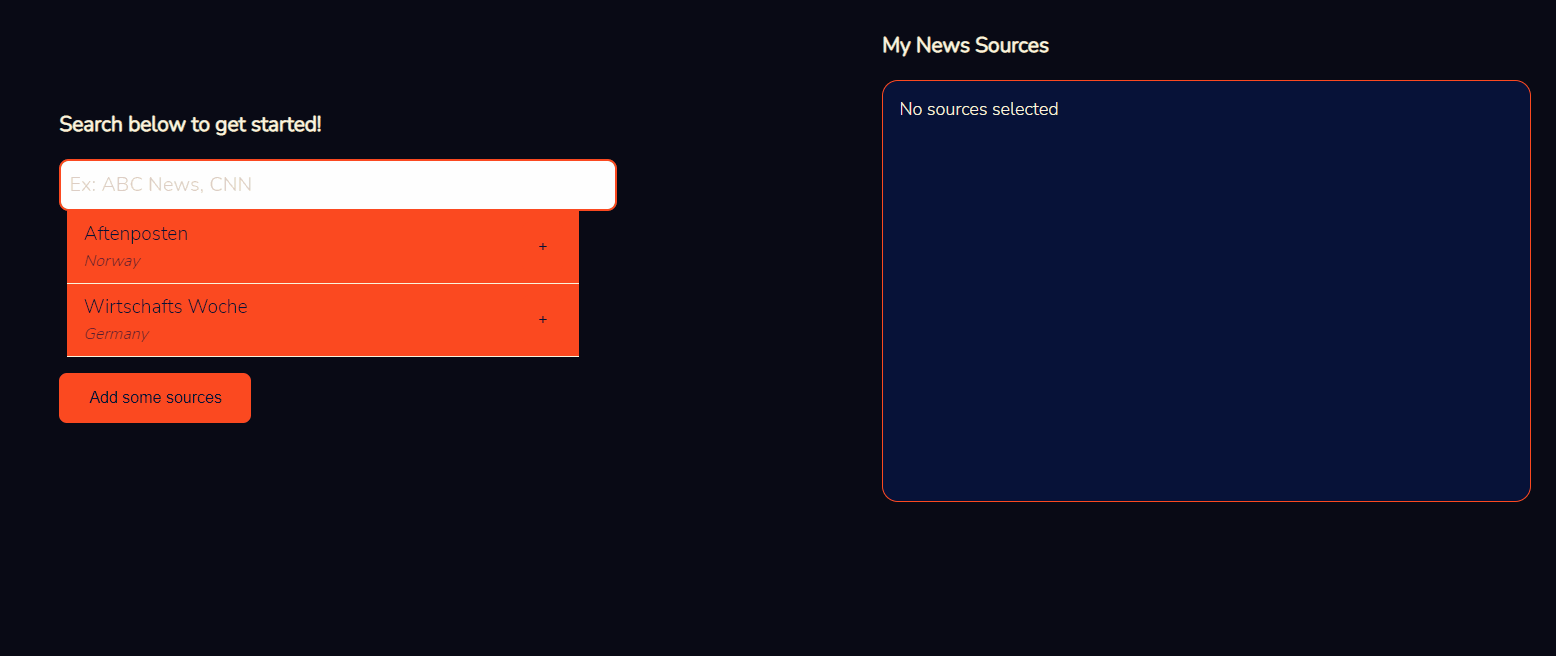 My News Sources
No sources selected
Search below to get started!
Ex: ABC News, CNN
Aftenposten
+
Norway
Wirtschafts Woche
+
Germany
Add some sources